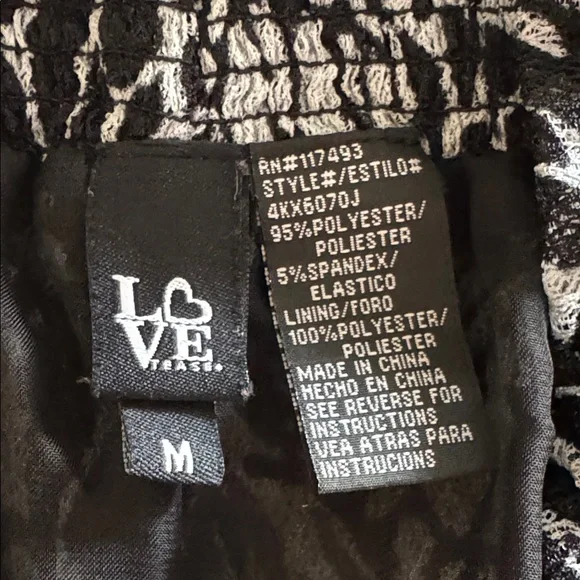 L♡
VE
TEASE®
M
RN#117493
STYLE#/ESTILO#
4KX6070J
95%POLYESTER/
POLIESTER
5%SPANDEX/
ELASTICO
LINING/FORO
100%POLYESTER/
POLIESTER
MADE IN CHINA
HECHO EN CHINA
SEE REVERSE FOR
INSTRUCTIONS
VEA ATRAS PARA
INSTRUCIONS